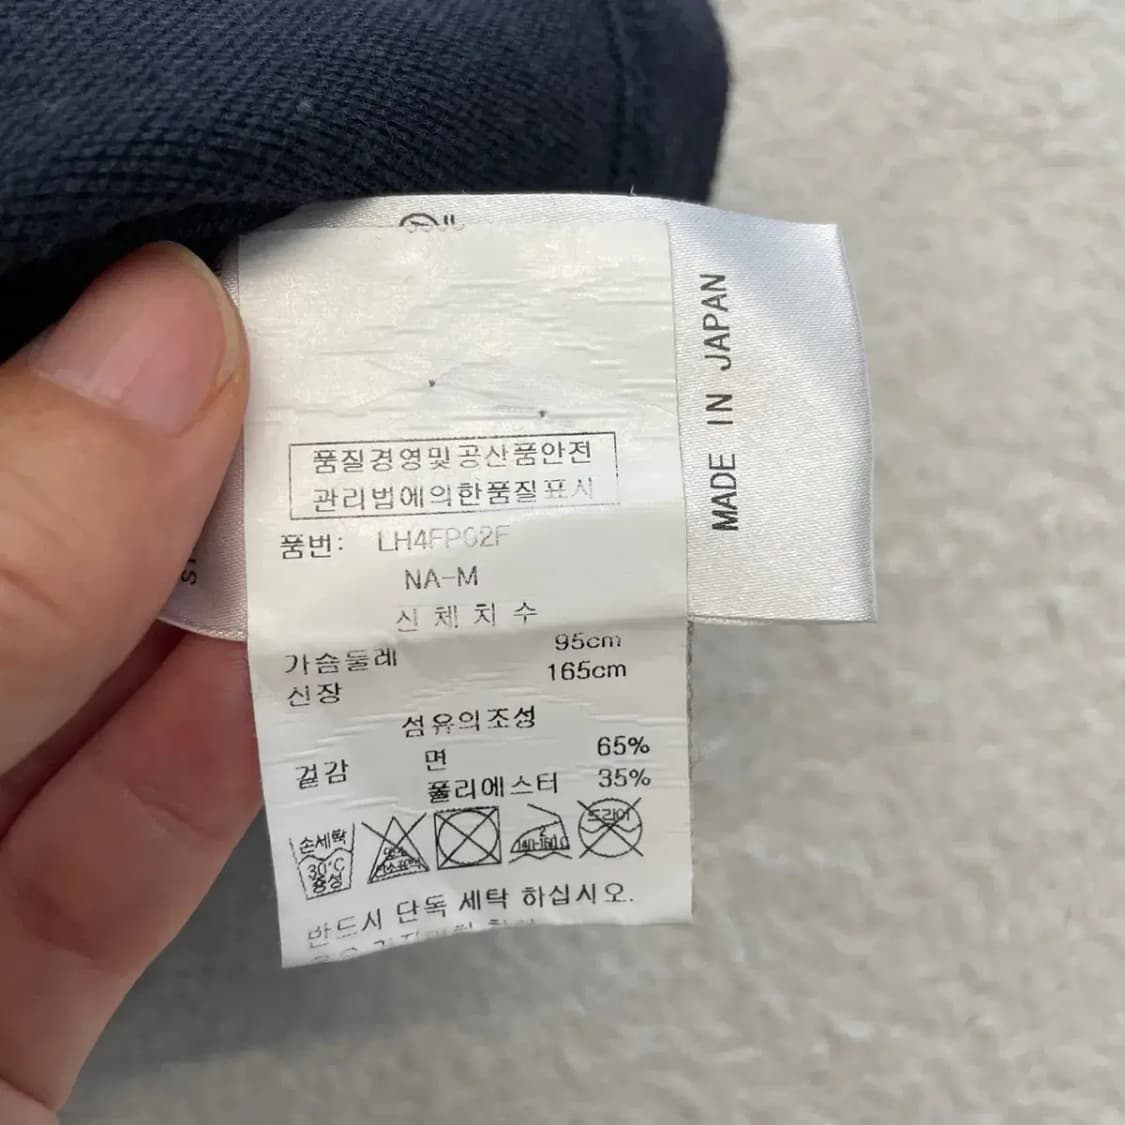 MADE IN JAPAN
품질경영및공산품안전
관리법에의한품질표시
품번: LH4FP02F
NA-M
신 체 치 수
가슴둘레 95cm
신장 165cm
섬유의조성
겉감 면 65%
폴리에스터 35%
손세탁
30°C
중성
2
140-160℃
드라이
반드시 단독 세탁 하십시오.